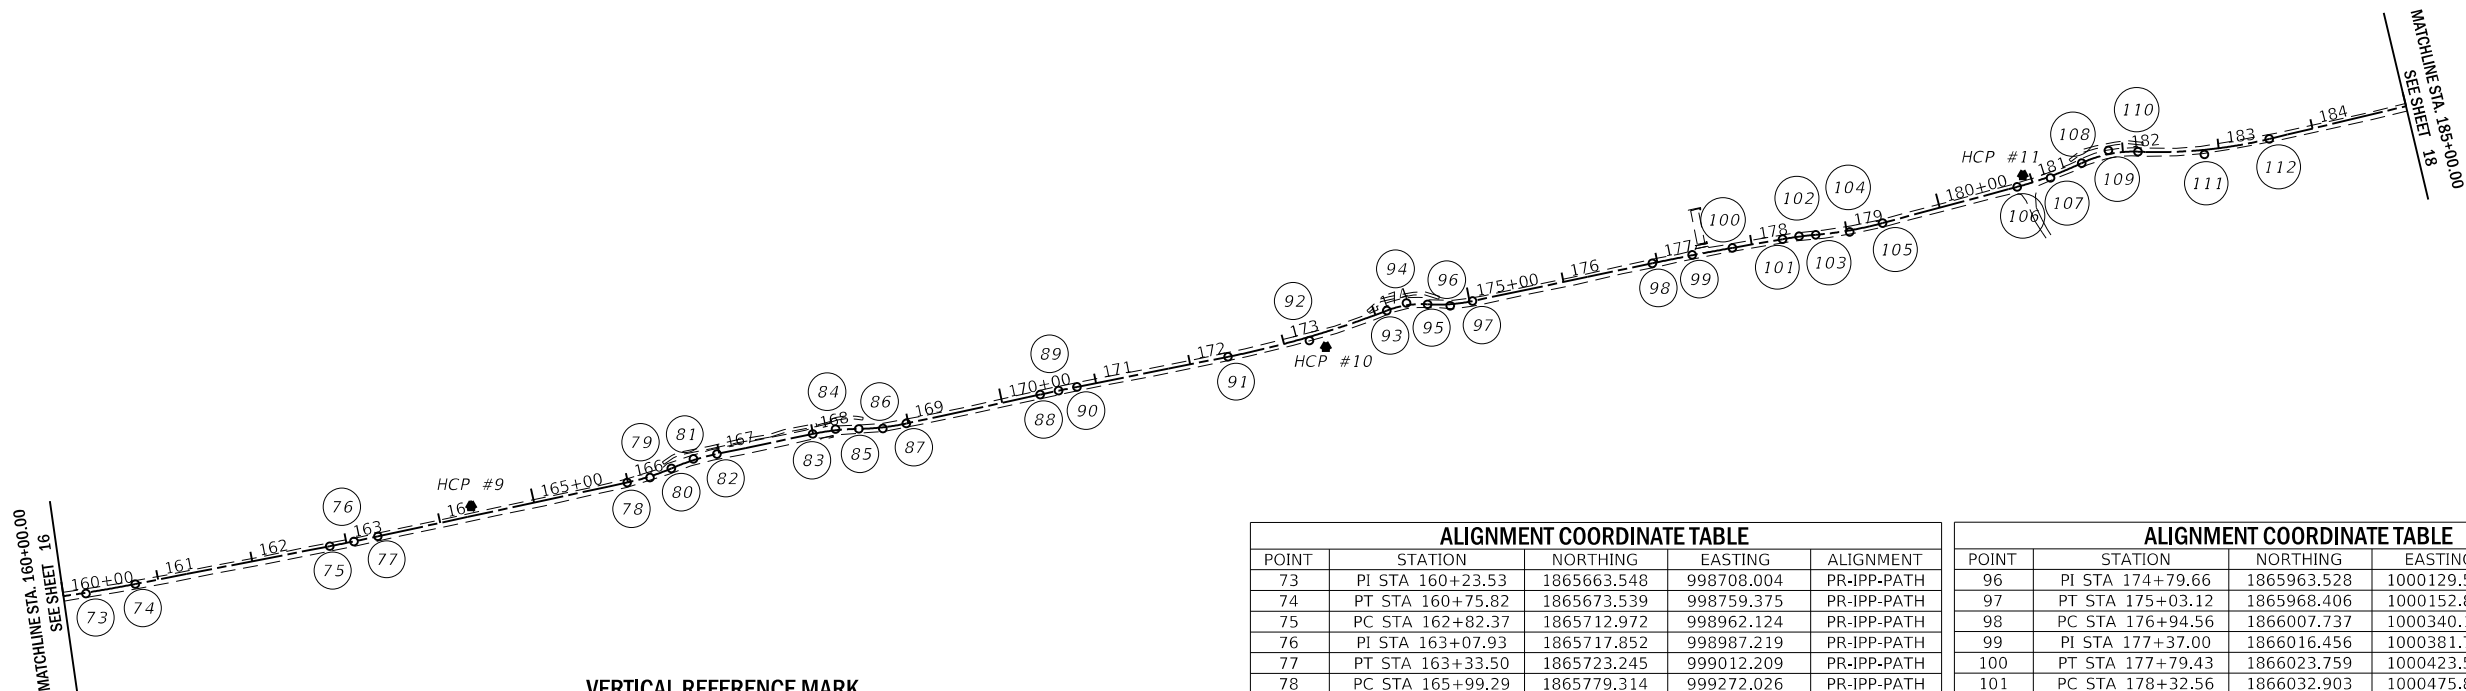 MATCHLINE STA. 160+00.00
SEE SHEET 16
160+00
161
162
163
165+00
166
167
168
169
170+00
171
172
173
174
175+00
176
177
178
179
180+00
181
182
183
184
73
74
75
76
77
78
79
80
81
82
83
84
85
86
87
88
89
90
91
92
93
94
95
96
97
98
99
100
101
102
103
104
105
106
107
108
109
110
111
112
HCP #9
HCP #10
HCP #11
MATCHLINE STA. 185+00.00
SEE SHEET 18
VERTICAL REFERENCE MARK
ALIGNMENT COORDINATE TABLE
POINT STATION NORTHING EASTING ALIGNMENT
73 PI STA 160+23.53 1865663.548 998708.004 PR-IPP-PATH
74 PT STA 160+75.82 1865673.539 998759.375 PR-IPP-PATH
75 PC STA 162+82.37 1865712.972 998962.124 PR-IPP-PATH
76 PI STA 163+07.93 1865717.852 998987.219 PR-IPP-PATH
77 PT STA 163+33.50 1865723.245 999012.209 PR-IPP-PATH
78 PC STA 165+99.29 1865779.314 999272.026 PR-IPP-PATH
ALIGNMENT COORDINATE TABLE
POINT STATION NORTHING
96 PI STA 174+79.66 1865963.528
97 PT STA 175+03.12 1865968.406
98 PC STA 176+94.56 1866007.737
99 PI STA 177+37.00 1866016.456
100 PT STA 177+79.43 1866023.759
101 PC STA 178+32.56 1866032.903